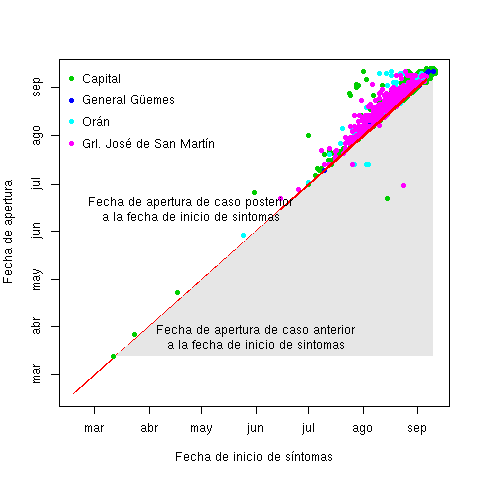 Capital
General Güemes
Orán
Grl. José de San Martín
Fecha de apertura de caso posterior
a la fecha de inicio de sintomas
Fecha de apertura de caso anterior
a la fecha de inicio de sintomas
Fecha de apertura
sep
ago
jul
jun
may
abr
mar
mar
abr
may
jun
jul
ago
sep
Fecha de inicio de síntomas